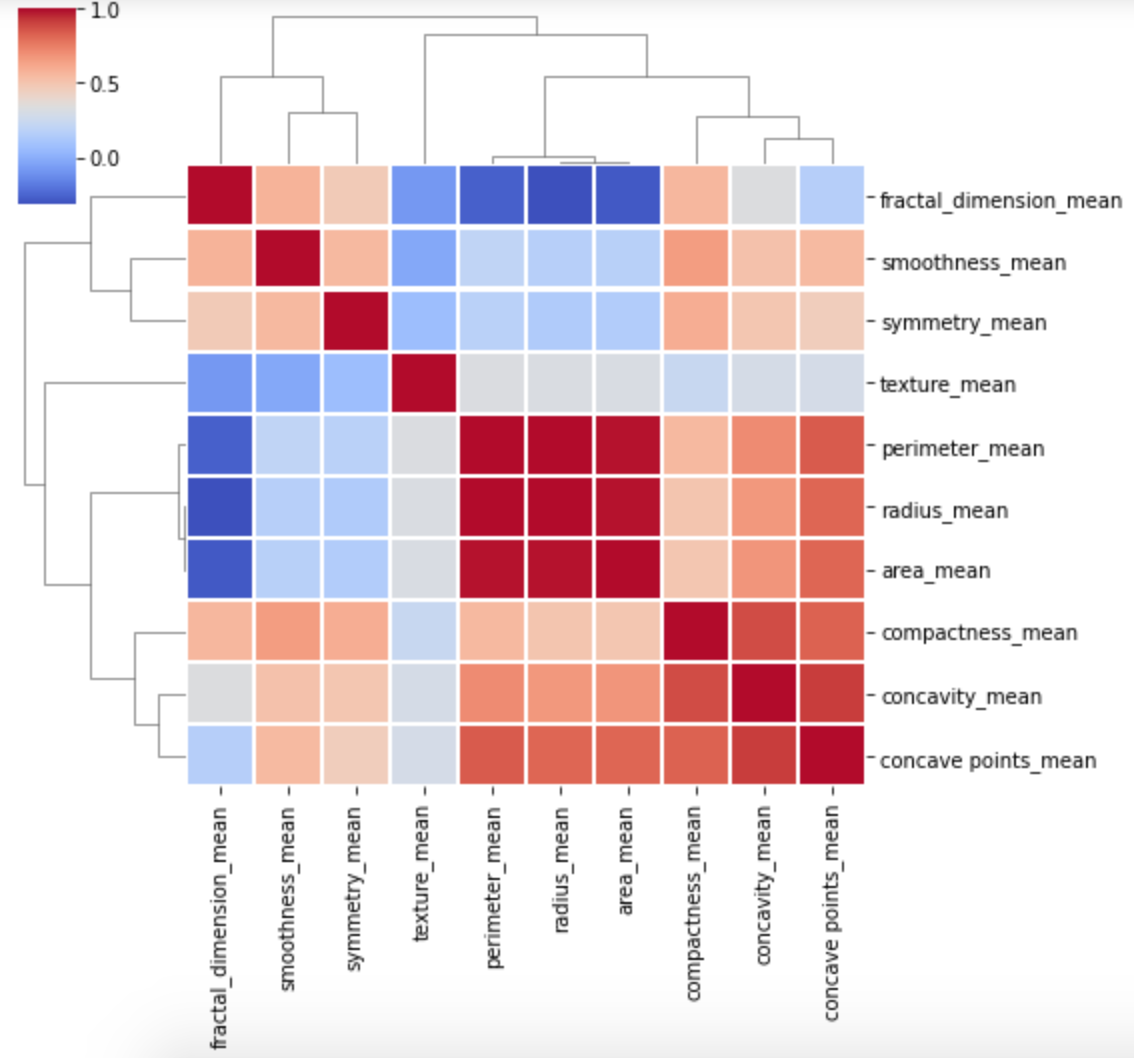 1.0
0.5
0.0
fractal_dimension_mean
smoothness_mean
symmetry_mean
texture_mean
perimeter_mean
radius_mean
area_mean
compactness_mean
concavity_mean
concave points_mean
fractal_dimension_mean
smoothness_mean
symmetry_mean
texture_mean
perimeter_mean
radius_mean
area_mean
compactness_mean
concavity_mean
concave points_mean